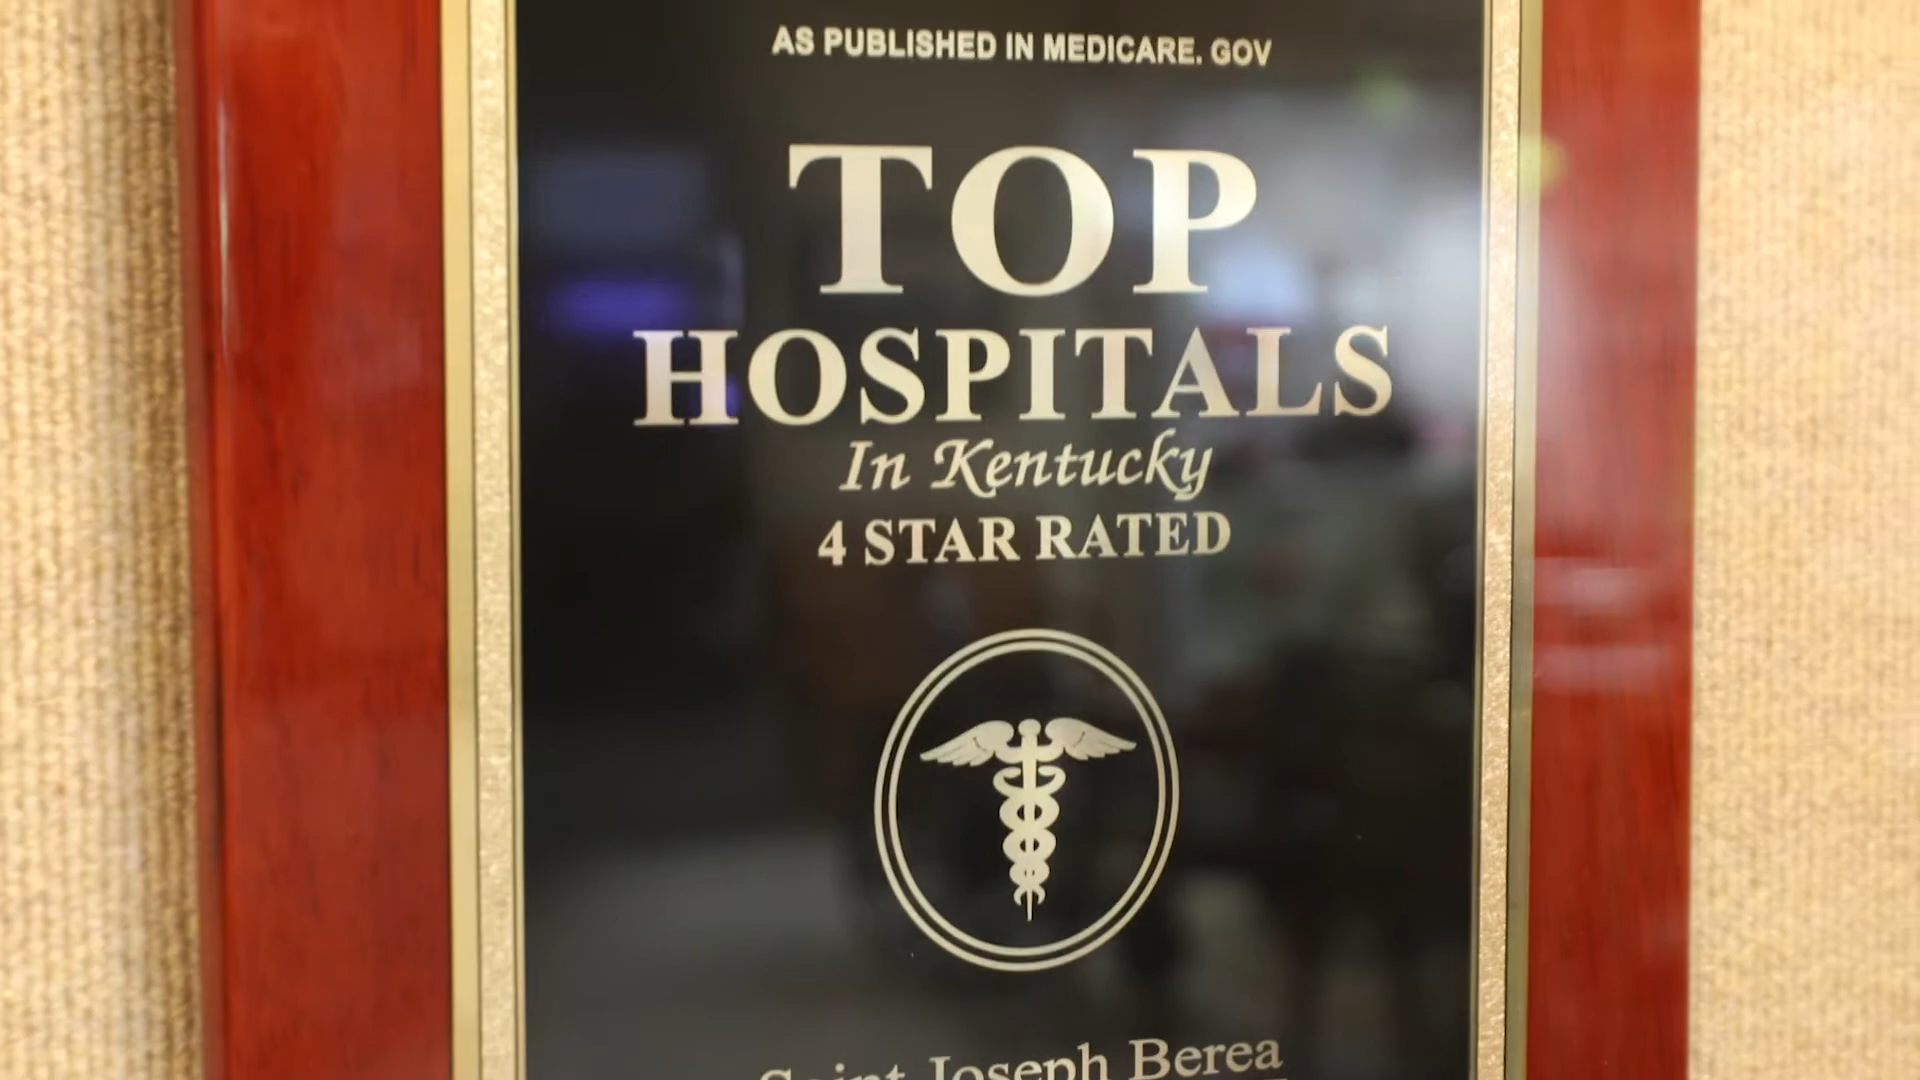 AS PUBLISHED IN MEDICARE. GOV
TOP
HOSPITALS
In Kentucky
4 STAR RATED
Saint Joseph Berea